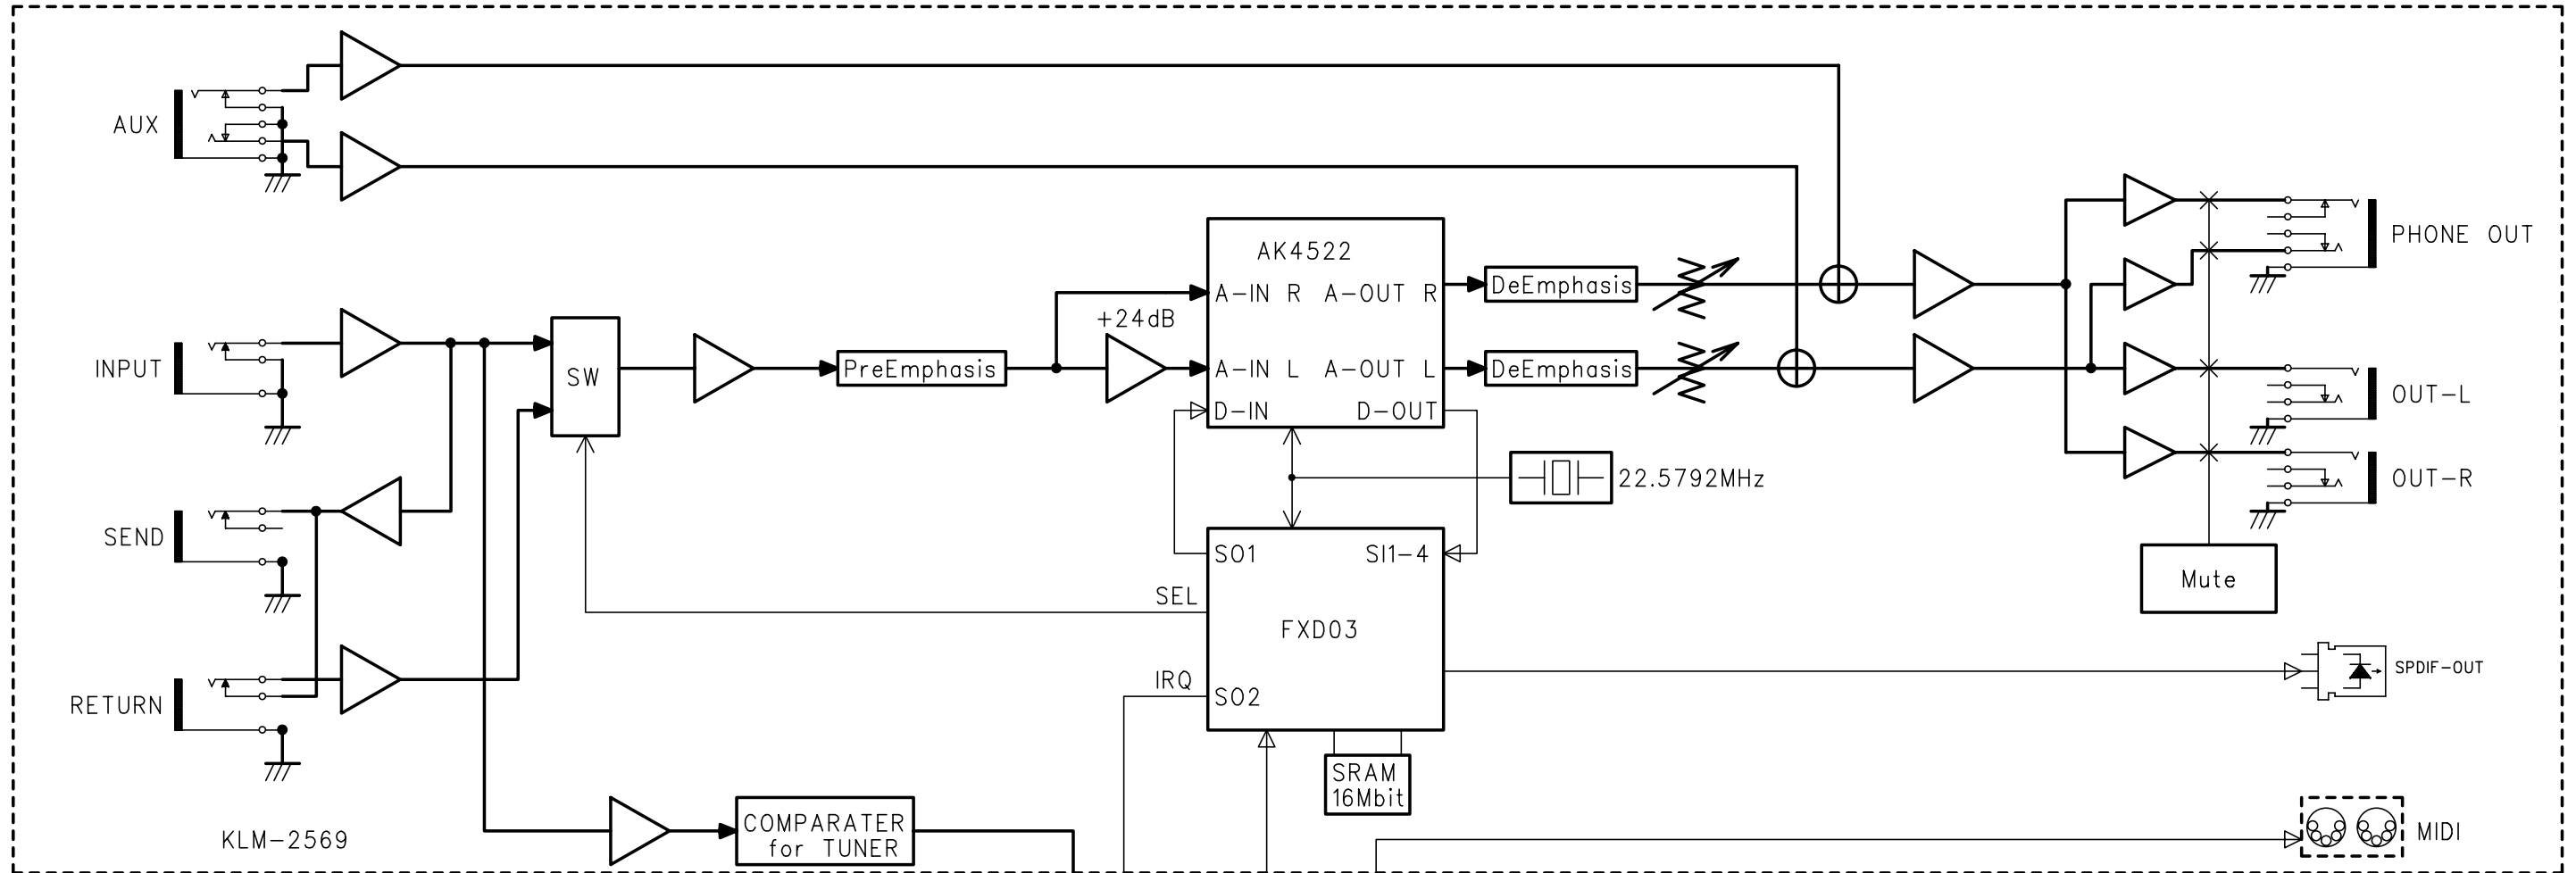 AUX
AK4522
PHONE OUT
A-IN R A-OUT R
DeEmphasis
+24dB
INPUT
SW
PreEmphasis
A-IN L A-OUT L
DeEmphasis
D-IN D-OUT
OUT-L
22.5792MHz
OUT-R
SEND
SO1 SI1-4
Mute
SEL
FXD03
SPDIF-OUT
IRQ
SO2
RETURN
SRAM
16Mbit
COMPARATER
for TUNER
MIDI
KLM-2569